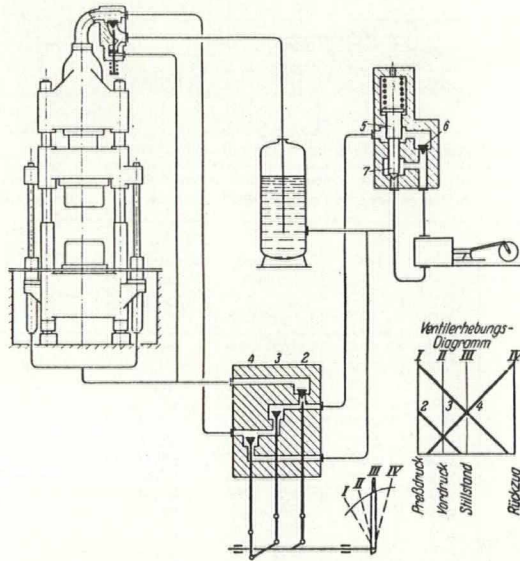 5
6
7
4 3 2
I II III IV
Ventilerhebungs-
Diagramm
I II III IV
2 3 4
Preßdruck
Vordruck
Stillstand
Rückzug